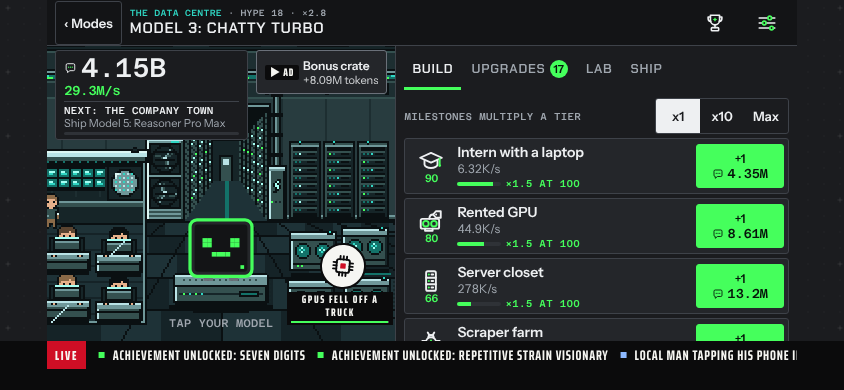 ‹ Modes
THE DATA CENTRE · HYPE 18 · ×2.8
MODEL 3: CHATTY TURBO
4.15B
29.3M/s
NEXT: THE COMPANY TOWN
Ship Model 5: Reasoner Pro Max
AD
Bonus crate
+8.09M tokens
GPUS FELL OFF A
TRUCK
TAP YOUR MODEL
BUILD
UPGRADES 17
LAB
SHIP
MILESTONES MULTIPLY A TIER
x1
x10
Max
Intern with a laptop
6.32K/s
90
×1.5 AT 100
+1
4.35M
Rented GPU
44.9K/s
80
×1.5 AT 100
+1
8.61M
Server closet
278K/s
66
×1.5 AT 100
+1
13.2M
Scraper farm
+1
LIVE
ACHIEVEMENT UNLOCKED: SEVEN DIGITS
ACHIEVEMENT UNLOCKED: REPETITIVE STRAIN VISIONARY
LOCAL MAN TAPPING HIS PHONE